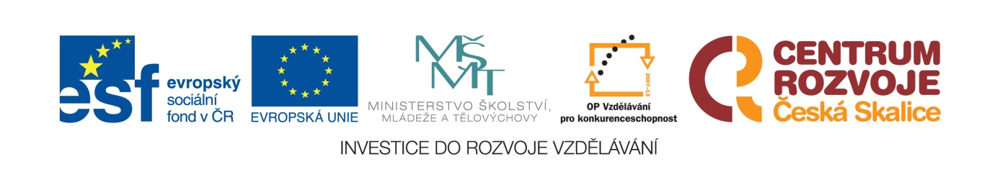 esf
evropský
sociální
fond v ČR
EVROPSKÁ UNIE
MŠ
MT
MINISTERSTVO ŠKOLSTVÍ,
MLÁDEŽE A TĚLOVÝCHOVY
2007-13
OP Vzdělávání
pro konkurenceschopnost
CENTRUM
ROZVOJE
Česká Skalice
INVESTICE DO ROZVOJE VZDĚLÁVÁNÍ